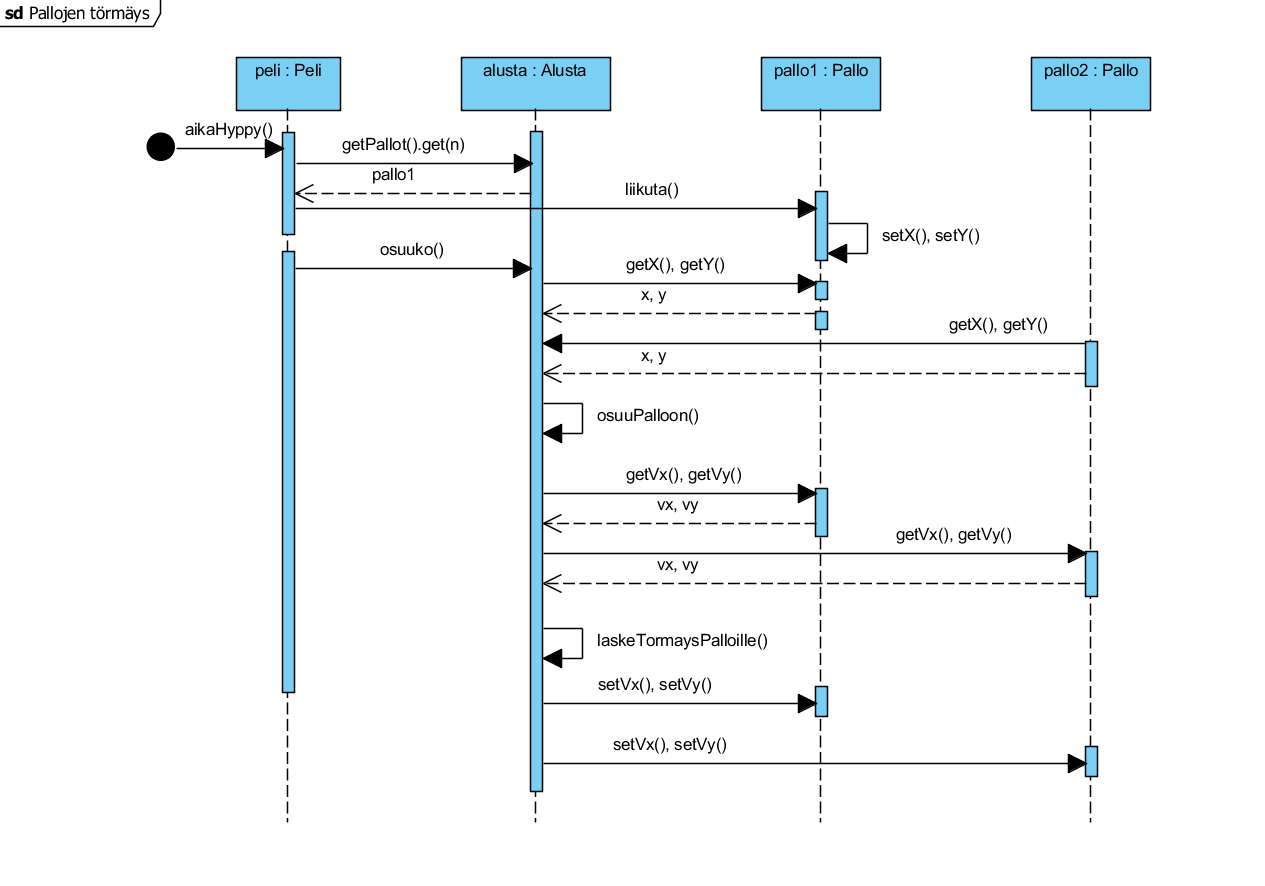 sd Pallojen törmäys
peli : Peli
alusta : Alusta
pallo1 : Pallo
pallo2 : Pallo
aikaHyppy()
getPallot().get(n)
pallo1
liikuta()
setX(), setY()
osuuko()
getX(), getY()
x, y
getX(), getY()
x, y
osuuPalloon()
getVx(), getVy()
vx, vy
getVx(), getVy()
vx, vy
laskeTormaysPalloille()
setVx(), setVy()
setVx(), setVy()